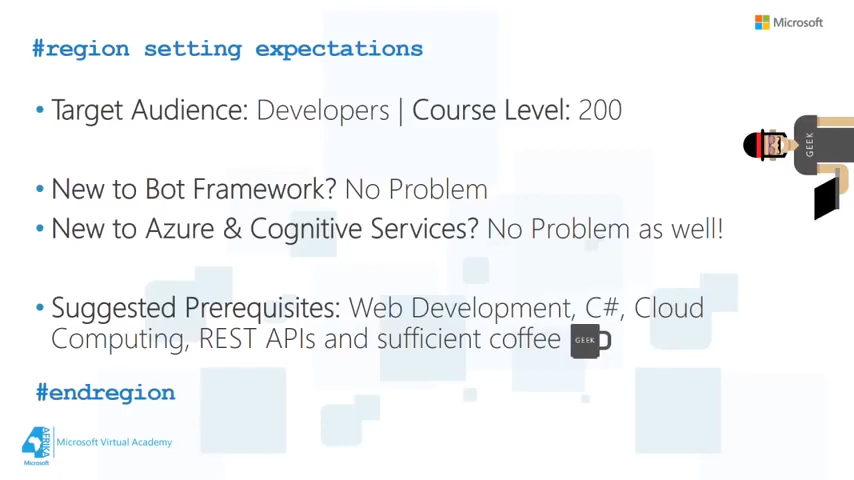 Microsoft
#region setting expectations
• Target Audience: Developers | Course Level: 200
GEEK
• New to Bot Framework? No Problem
• New to Azure & Cognitive Services? No Problem as well!
• Suggested Prerequisites: Web Development, C#, Cloud
Computing, REST APIs and sufficient coffee
GEEK
#endregion
4AFRIKA
Microsoft
Microsoft Virtual Academy